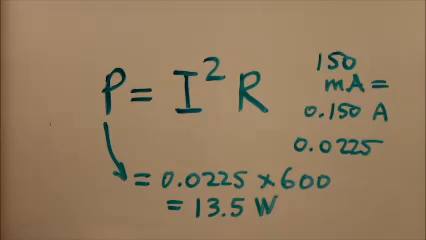 P = I² R
150
mA =
0.150 A
0.0225
= 0.0225 × 600
= 13.5 W